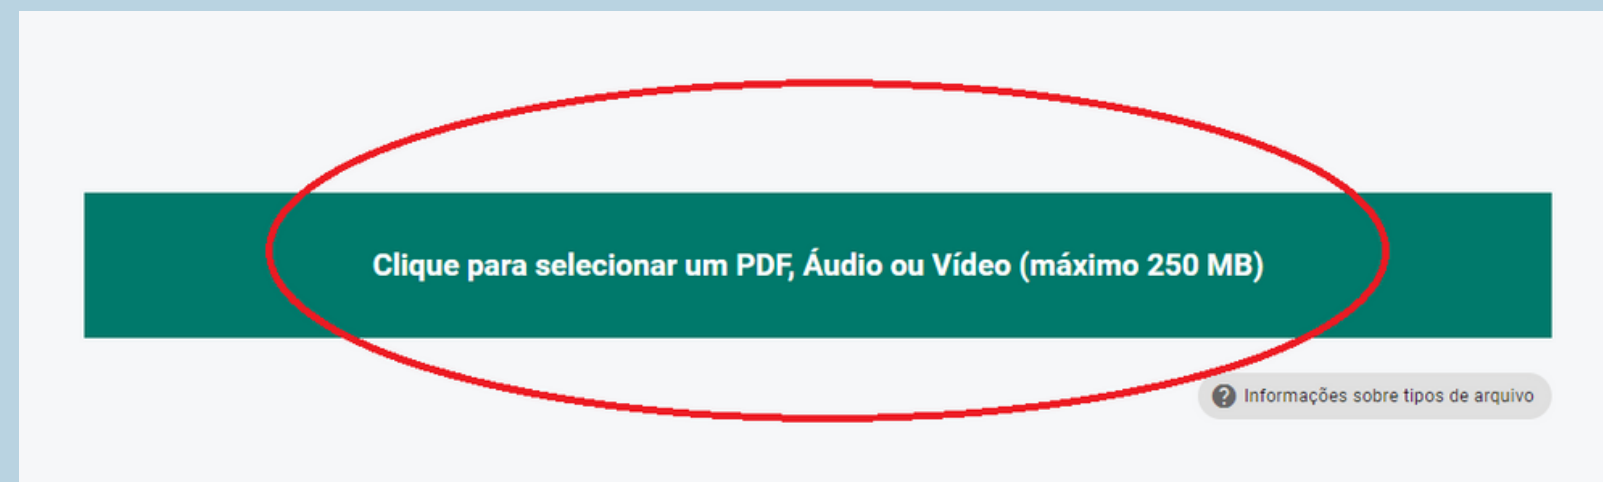 Clique para selecionar um PDF, Áudio ou Vídeo (máximo 250 MB)
Informações sobre tipos de arquivo